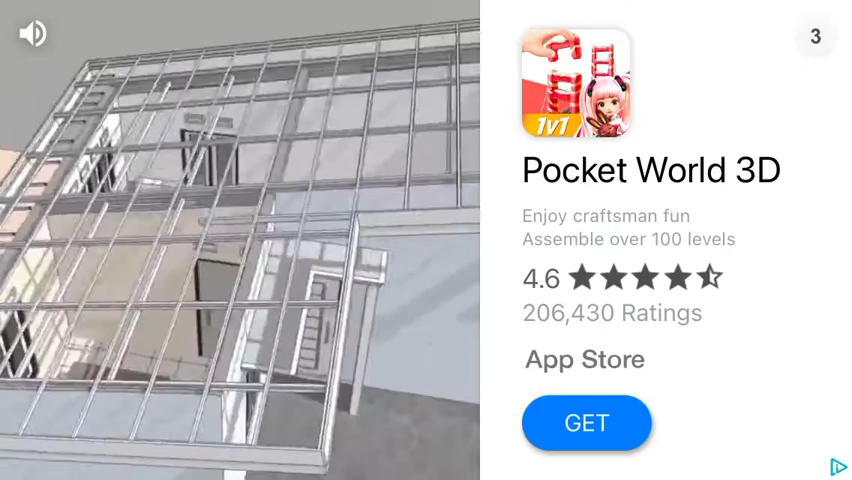 3
1v1
Pocket World 3D
Enjoy craftsman fun
Assemble over 100 levels
4.6
206,430 Ratings
App Store
GET